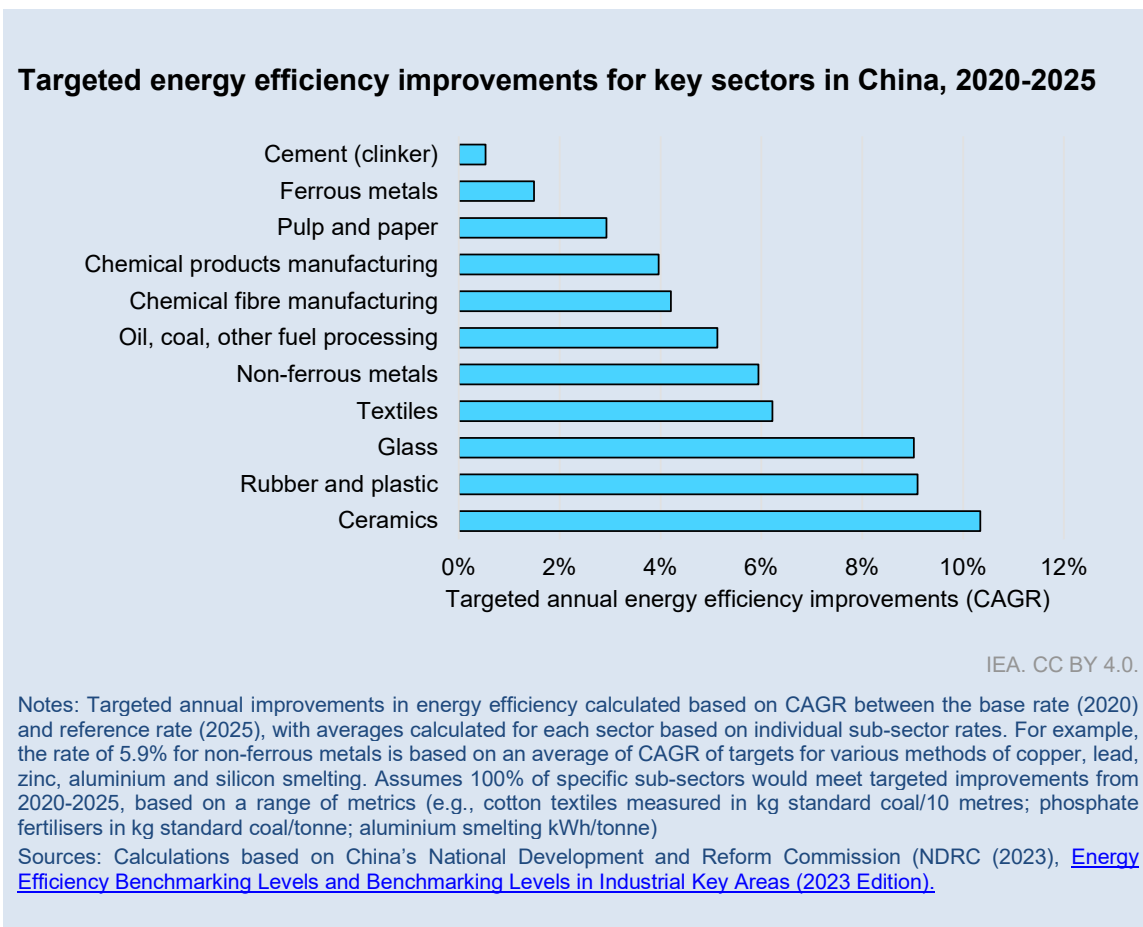 Targeted energy efficiency improvements for key sectors in China, 2020-2025
Cement (clinker)
Ferrous metals
Pulp and paper
Chemical products manufacturing
Chemical fibre manufacturing
Oil, coal, other fuel processing
Non-ferrous metals
Textiles
Glass
Rubber and plastic
Ceramics
0% 2% 4% 6% 8% 10% 12%
Targeted annual energy efficiency improvements (CAGR)
IEA. CC BY 4.0.
Notes: Targeted annual improvements in energy efficiency calculated based on CAGR between the base rate (2020)
and reference rate (2025), with averages calculated for each sector based on individual sub-sector rates. For example,
the rate of 5.9% for non-ferrous metals is based on an average of CAGR of targets for various methods of copper, lead,
zinc, aluminium and silicon smelting. Assumes 100% of specific sub-sectors would meet targeted improvements from
2020-2025, based on a range of metrics (e.g., cotton textiles measured in kg standard coal/10 metres; phosphate
fertilisers in kg standard coal/tonne; aluminium smelting kWh/tonne)
Sources: Calculations based on China's National Development and Reform Commission (NDRC (2023), Energy
Efficiency Benchmarking Levels and Benchmarking Levels in Industrial Key Areas (2023 Edition).